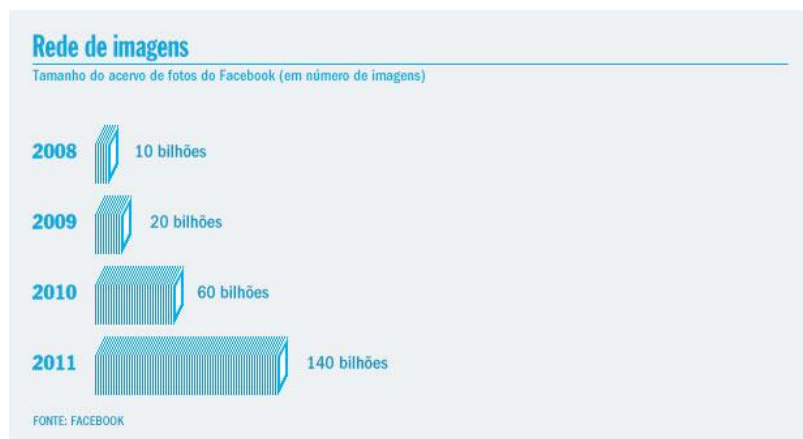 Rede de imagens
Tamanho do acervo de fotos do Facebook (em número de imagens)
2008 10 bilhões
2009 20 bilhões
2010 60 bilhões
2011 140 bilhões
FONTE: FACEBOOK